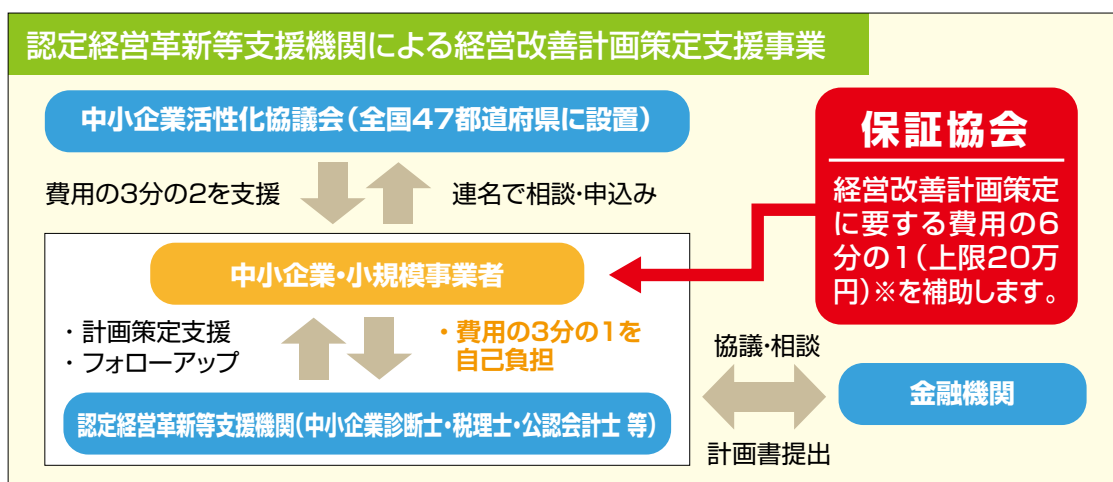 認定経営革新等支援機関による経営改善計画策定支援事業
中小企業活性化協議会(全国47都道府県に設置)
費用の3分の2を支援
連名で相談・申込み
保証協会
経営改善計画策定
に要する費用の6
分の1(上限20万
円)※を補助します。
中小企業・小規模事業者
・計画策定支援
・フォローアップ
・費用の3分の1を
自己負担
認定経営革新等支援機関(中小企業診断士・税理士・公認会計士 等)
協議・相談
計画書提出
金融機関